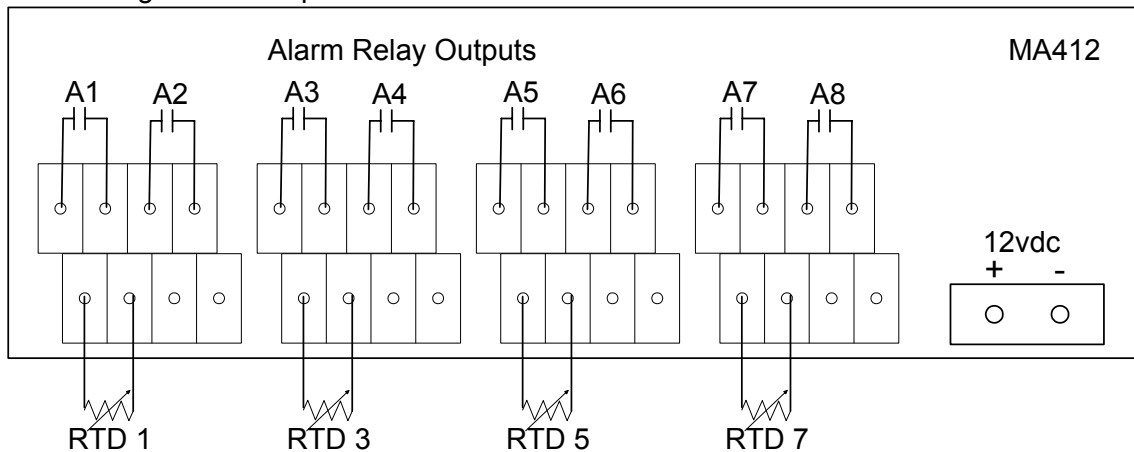 Alarm Relay Outputs MA412
A1 A2 A3 A4 A5 A6 A7 A8
12vdc
+ -
RTD 1 RTD 3 RTD 5 RTD 7